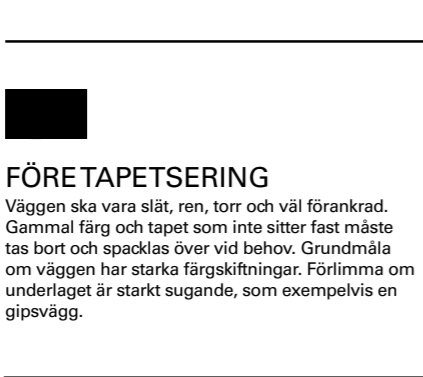 FÖRE TAPETSERING
Väggen ska vara slät, ren, torr och väl förankrad.
Gammal färg och tapet som inte sitter fast måste
tas bort och spacklas över vid behov. Grundmåla
om väggen har starka färgskiftningar. Förlimma om
underlaget är starkt sugande, som exempelvis en
gipsvägg.